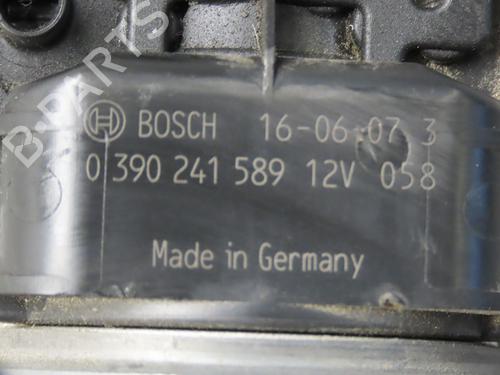 BOSCH 16-06-07 3
0 390 241 589 12V 058
Made in Germany
B-PARTS